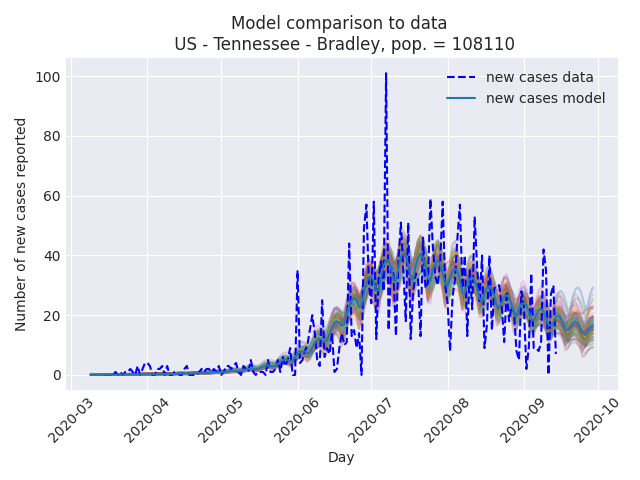 Model comparison to data
US - Tennessee - Bradley, pop. = 108110
new cases data
new cases model
Number of new cases reported
100
80
60
40
20
0
2020-03
2020-04
2020-05
2020-06
2020-07
2020-08
2020-09
2020-10
Day